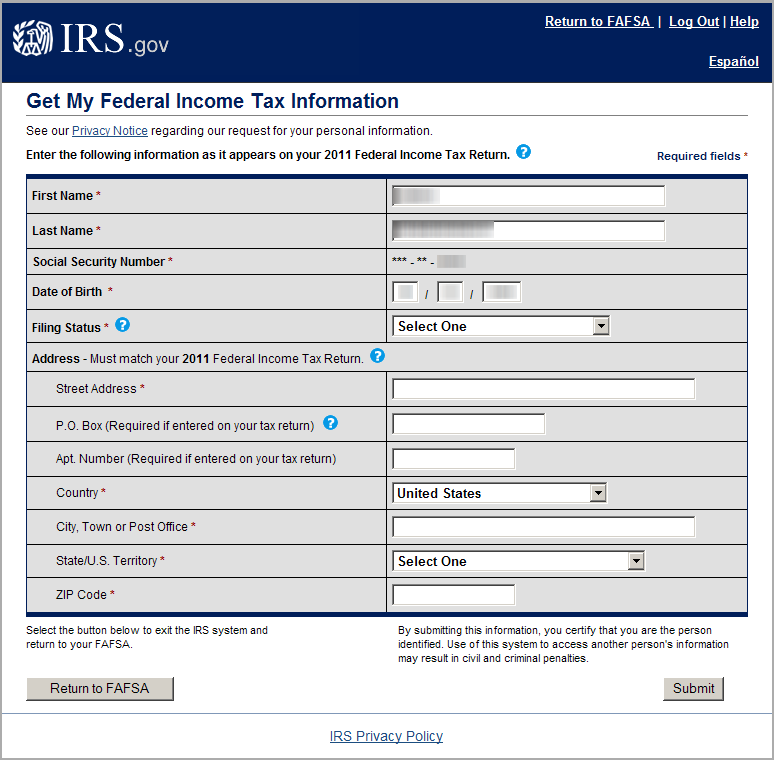 Return to FAFSA | Log Out | Help
IRS.gov
Español
Get My Federal Income Tax Information
See our Privacy Notice regarding our request for your personal information.
Enter the following information as it appears on your 2011 Federal Income Tax Return. ?
Required fields *
First Name *
Last Name *
Social Security Number * *** - ** -
Date of Birth * / /
Filing Status * ? Select One
Address - Must match your 2011 Federal Income Tax Return. ?
Street Address *
P.O. Box (Required if entered on your tax return) ?
Apt. Number (Required if entered on your tax return)
Country * United States
City, Town or Post Office *
State/U.S. Territory * Select One
ZIP Code *
Select the button below to exit the IRS system and
return to your FAFSA.
By submitting this information, you certify that you are the person
identified. Use of this system to access another person's information
may result in civil and criminal penalties.
Return to FAFSA
Submit
IRS Privacy Policy